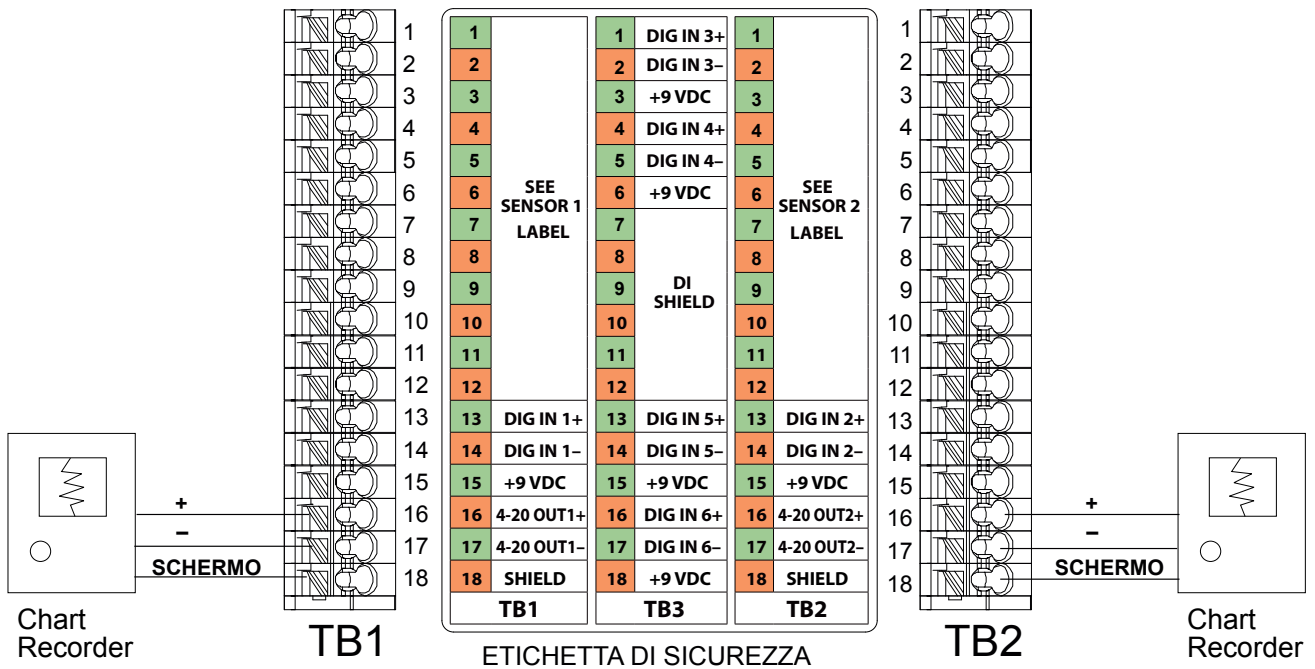 1
2
3
4
5
6
7
8
9
10
11
12
13
14
15
16
17
18
TB1
+
−
SCHERMO
Chart
Recorder
1 1 DIG IN 3+ 1
2 2 DIG IN 3− 2
3 3 +9 VDC 3
4 4 DIG IN 4+ 4
5 5 DIG IN 4− 5
6 6 +9 VDC 6
7 7 7
8 8 8
9 9 9
10 10 10
11 11 11
12 12 12
SEE
SENSOR 1
LABEL
DI
SHIELD
SEE
SENSOR 2
LABEL
13 DIG IN 1+ 13 DIG IN 5+ 13 DIG IN 2+
14 DIG IN 1− 14 DIG IN 5− 14 DIG IN 2−
15 +9 VDC 15 +9 VDC 15 +9 VDC
16 4-20 OUT1+ 16 DIG IN 6+ 16 4-20 OUT2+
17 4-20 OUT1− 17 DIG IN 6− 17 4-20 OUT2−
18 SHIELD 18 +9 VDC 18 SHIELD
TB1 TB3 TB2
ETICHETTA DI SICUREZZA
1
2
3
4
5
6
7
8
9
10
11
12
13
14
15
16
17
18
TB2
+
−
SCHERMO
Chart
Recorder